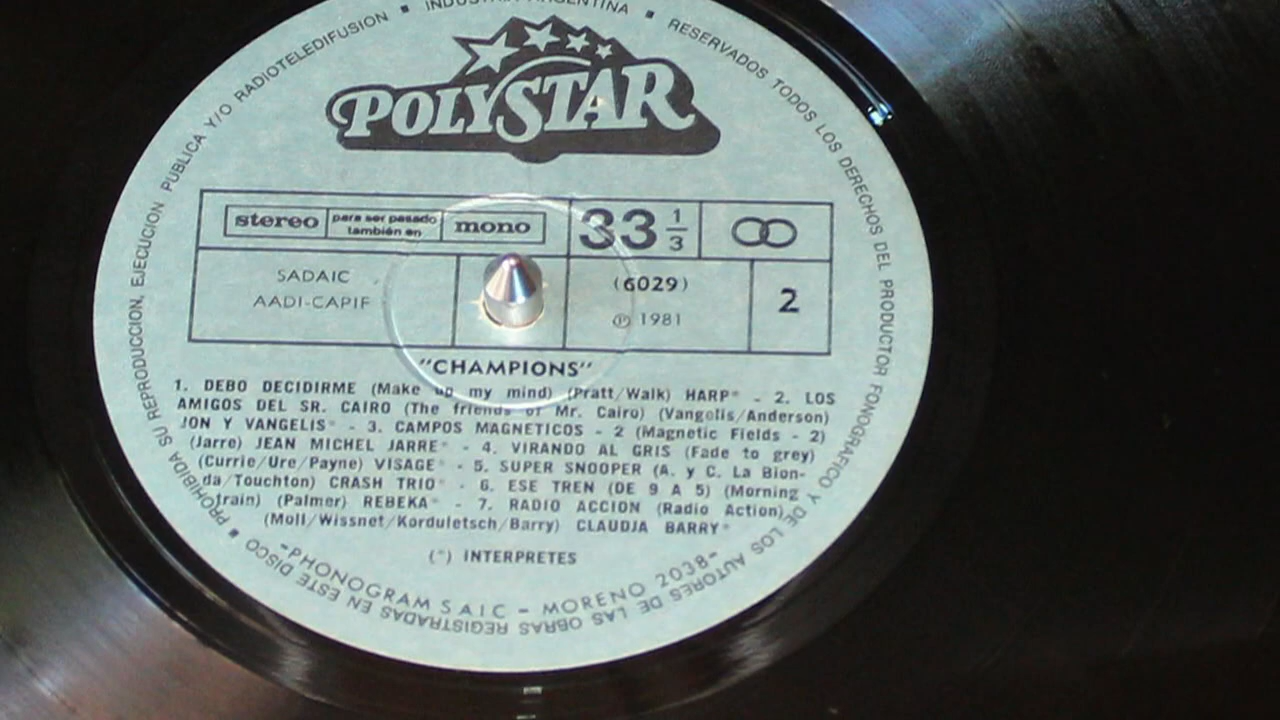 INDUSTRIA ARGENTINA ▪ RESERVADOS TODOS LOS DERECHOS DEL PRODUCTOR FONOGRAFICO Y DE LOS AUTORES DE LAS OBRAS REGISTRADAS EN ESTE DISCO ▪ PROHIBIDA SU REPRODUCCION, EJECUCION PUBLICA Y/O RADIOTELEDIFUSION ▪
POLYSTAR
stereo para ser pasado también en mono 33 1/3
SADAIC
AADI-CAPIF
(6029)
Ⓟ 1981
2
"CHAMPIONS"
1. DEBO DECIDIRME (Make up my mind) (Pratt/Walk) HARP* - 2. LOS
AMIGOS DEL SR. CAIRO (The friends of Mr. Cairo) (Vangelis/Anderson)
JON Y VANGELIS* - 3. CAMPOS MAGNETICOS - 2 (Magnetic Fields - 2)
(Jarre) JEAN MICHEL JARRE* - 4. VIRANDO AL GRIS (Fade to grey)
(Currie/Ure/Payne) VISAGE* - 5. SUPER SNOOPER (A. y C. La Bion-
da/Touchton) CRASH TRIO* - 6. ESE TREN (DE 9 A 5) (Morning
train) (Palmer) REBEKA* - 7. RADIO ACCION (Radio Action)
(Moll/Wissnet/Korduletsch/Barry) CLAUDJA BARRY*
(*) INTERPRETES
-PHONOGRAM SAIC - MORENO 2038-